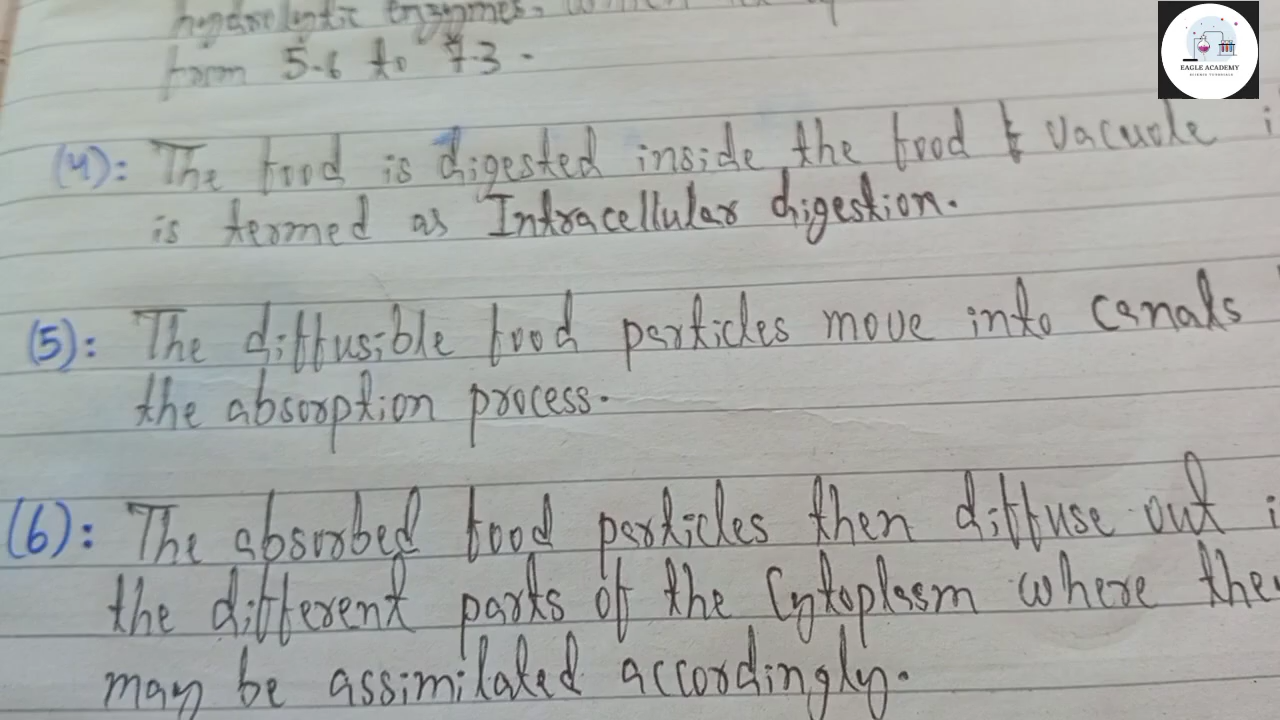 hydrolytic enzymes,
from 5.6 to 7.3.
EAGLE ACADEMY
(4): The food is digested inside the food vacuole i
is termed as Intracellular digestion.
(5): The diffusible food particles move into canals
the absorption process.
(6): The absorbed food particles then diffuse out i
the different parts of the Cytoplasm where the
may be assimilated accordingly.